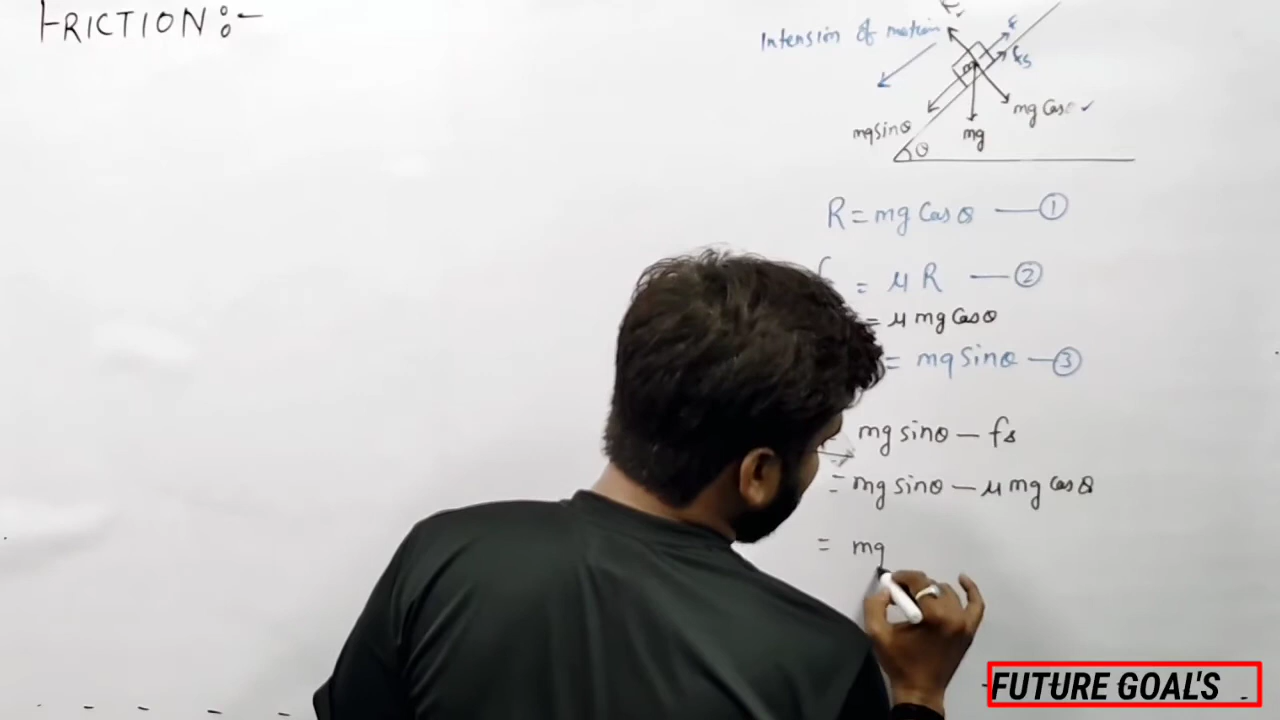 FRICTION:-
Intension of motion
f
fs
mg cosθ ✓
mg sinθ
mg
θ
m
R = mg cosθ —①
f = μR —②
= μ mg cosθ
= mg sinθ —③
mg sinθ — fs
= mg sinθ — μ mg cosθ
= mg
FUTURE GOAL'S